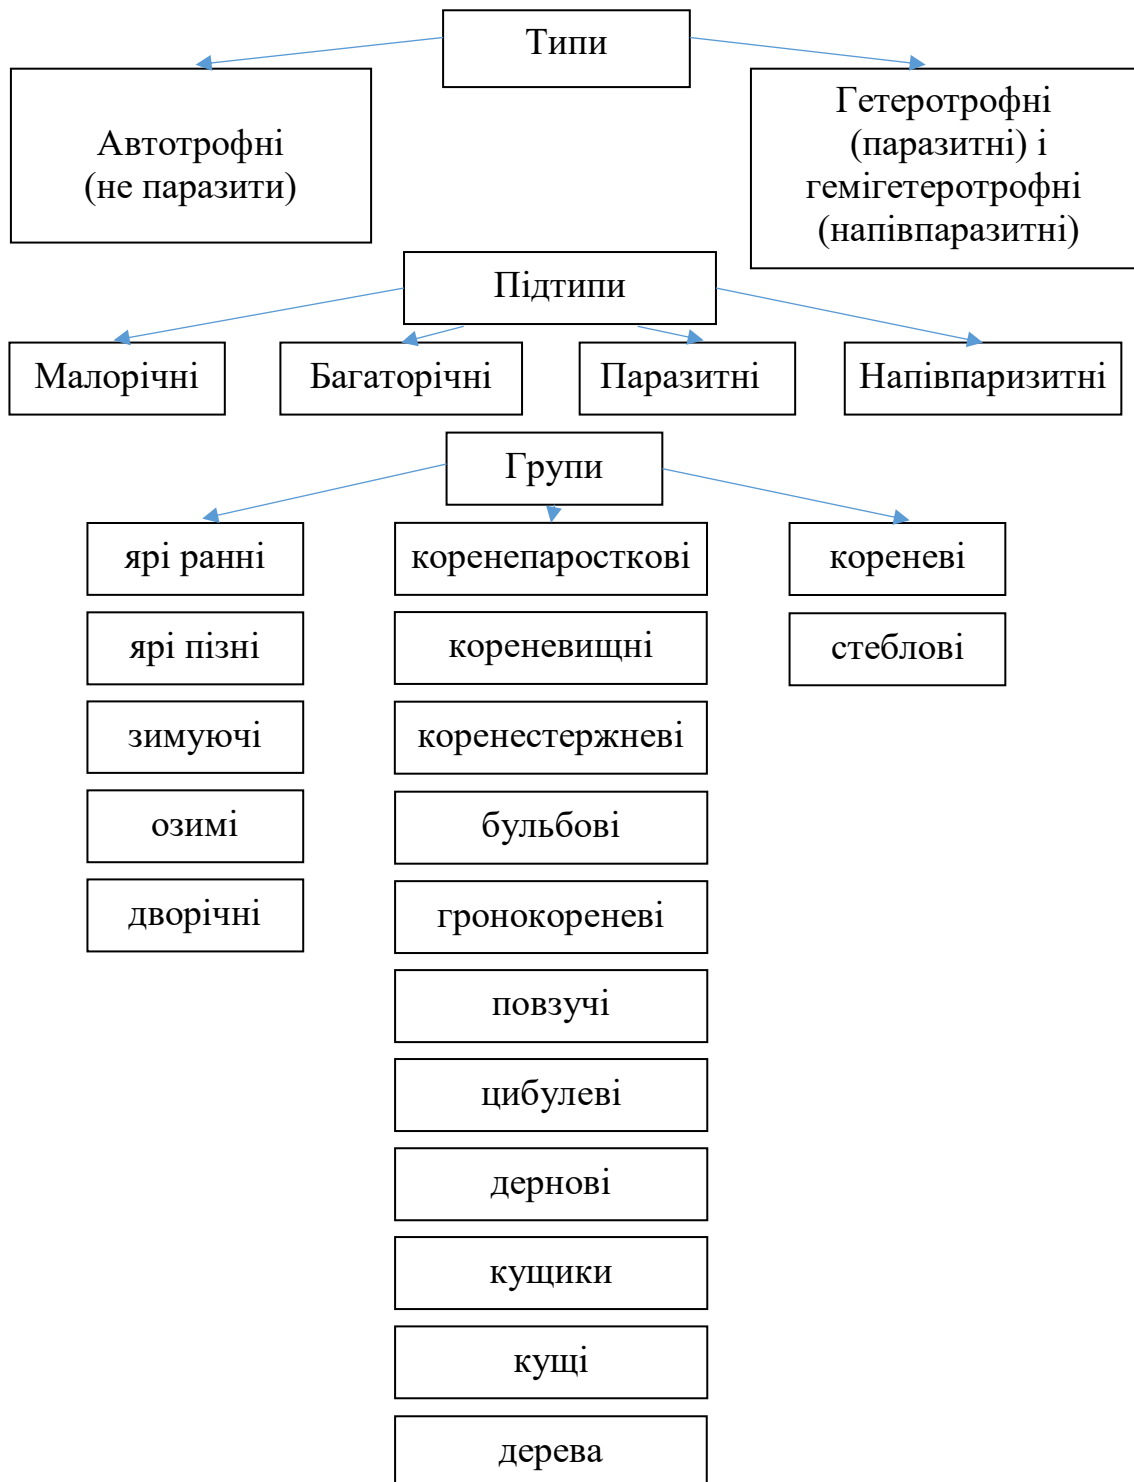 Типи
Автотрофні
(не паразити)
Гетеротрофні
(паразитні) і
гемігетеротрофні
(напівпаразитні)
Підтипи
Малорічні
Багаторічні
Паразитні
Напівпаризитні
Групи
ярі ранні
коренепаросткові
кореневі
ярі пізні
кореневищні
стеблові
зимуючі
коренестержневі
озимі
бульбові
дворічні
гронокореневі
повзучі
цибулеві
дернові
кущики
кущі
дерева